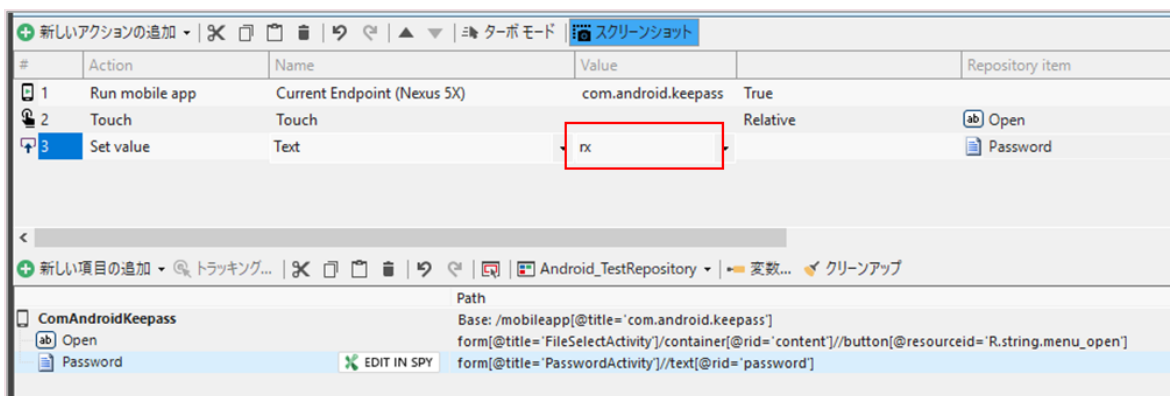 新しいアクションの追加 ターボ モード スクリーンショット
# Action Name Value Repository item
1 Run mobile app Current Endpoint (Nexus 5X) com.android.keepass True
2 Touch Touch Relative Open
3 Set value Text rx Password
新しい項目の追加 トラッキング... Android_TestRepository 変数... クリーンアップ
Path
ComAndroidKeepass Base: /mobileapp[@title='com.android.keepass']
Open form[@title='FileSelectActivity']/container[@rid='content']//button[@resourceid='R.string.menu_open']
Password EDIT IN SPY form[@title='PasswordActivity']//text[@rid='password']